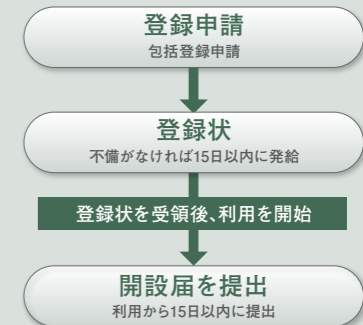 登録申請
包括登録申請
登録状
不備がなければ15日以内に発給
登録状を受領後、利用を開始
開設届を提出
利用から15日以内に提出